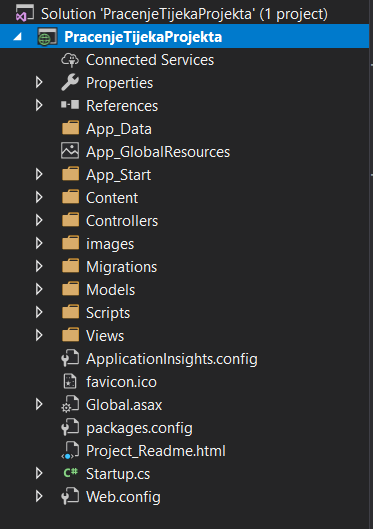 Solution 'PracenjeTijekaProjekta' (1 project)
PracenjeTijekaProjekta
Connected Services
Properties
References
App_Data
App_GlobalResources
App_Start
Content
Controllers
images
Migrations
Models
Scripts
Views
ApplicationInsights.config
favicon.ico
Global.asax
packages.config
Project_Readme.html
C# Startup.cs
Web.config